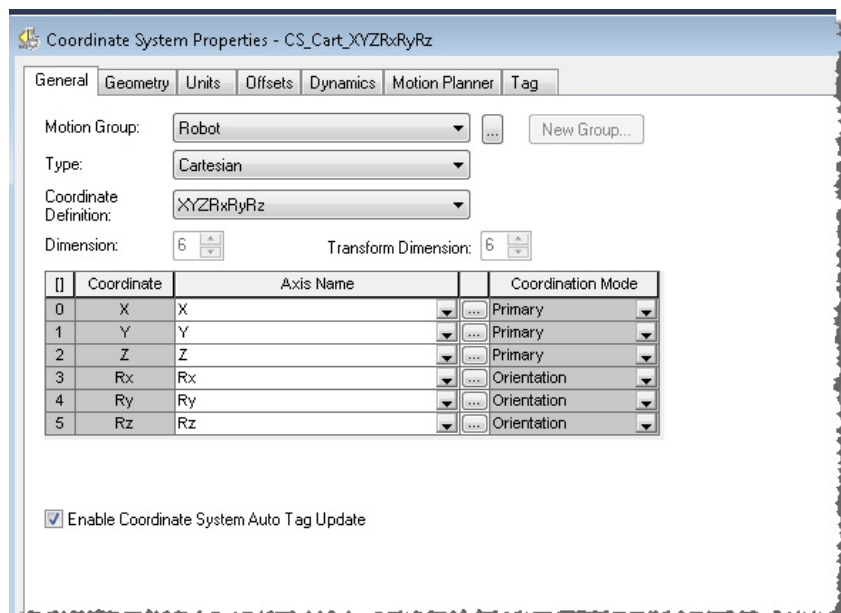 Coordinate System Properties - CS_Cart_XYZRxRyRz
General Geometry Units Offsets Dynamics Motion Planner Tag
Motion Group: Robot ... New Group...
Type: Cartesian
Coordinate Definition: XYZRxRyRz
Dimension: 6 Transform Dimension: 6
[] Coordinate Axis Name Coordination Mode
0 X X ... Primary
1 Y Y ... Primary
2 Z Z ... Primary
3 Rx Rx ... Orientation
4 Ry Ry ... Orientation
5 Rz Rz ... Orientation
Enable Coordinate System Auto Tag Update